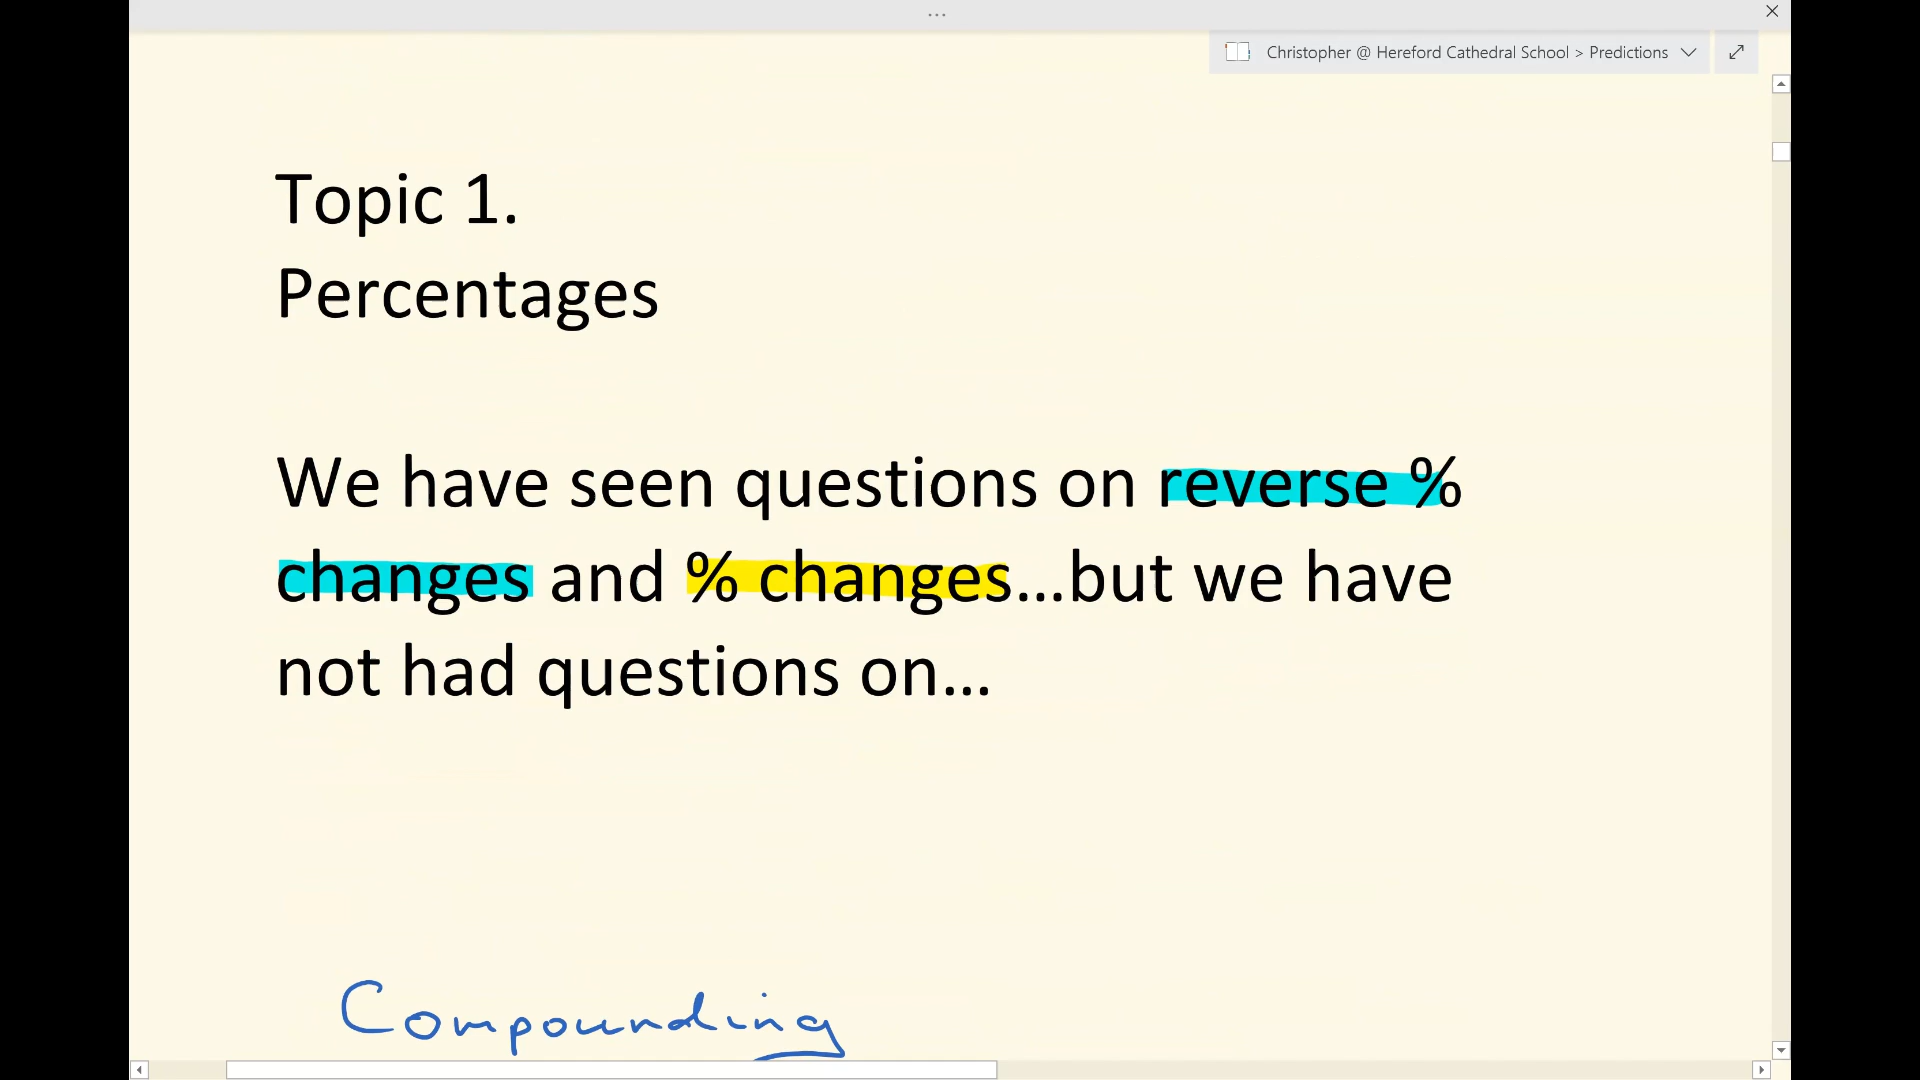 Christopher @ Hereford Cathedral School > Predictions
Topic 1.
Percentages
We have seen questions on reverse %
changes and % changes...but we have
not had questions on...
Compounding